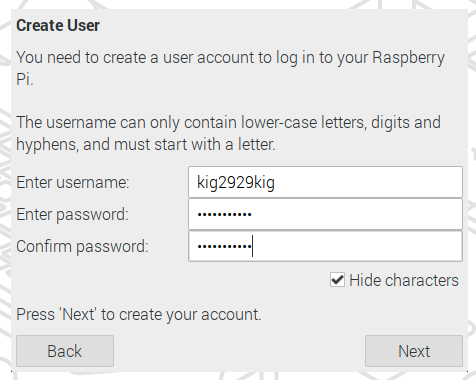 Create User
You need to create a user account to log in to your Raspberry
Pi.
The username can only contain lower-case letters, digits and
hyphens, and must start with a letter.
Enter username: kig2929kig
Enter password: •••••••••••
Confirm password: •••••••••••
Hide characters
Press 'Next' to create your account.
Back Next